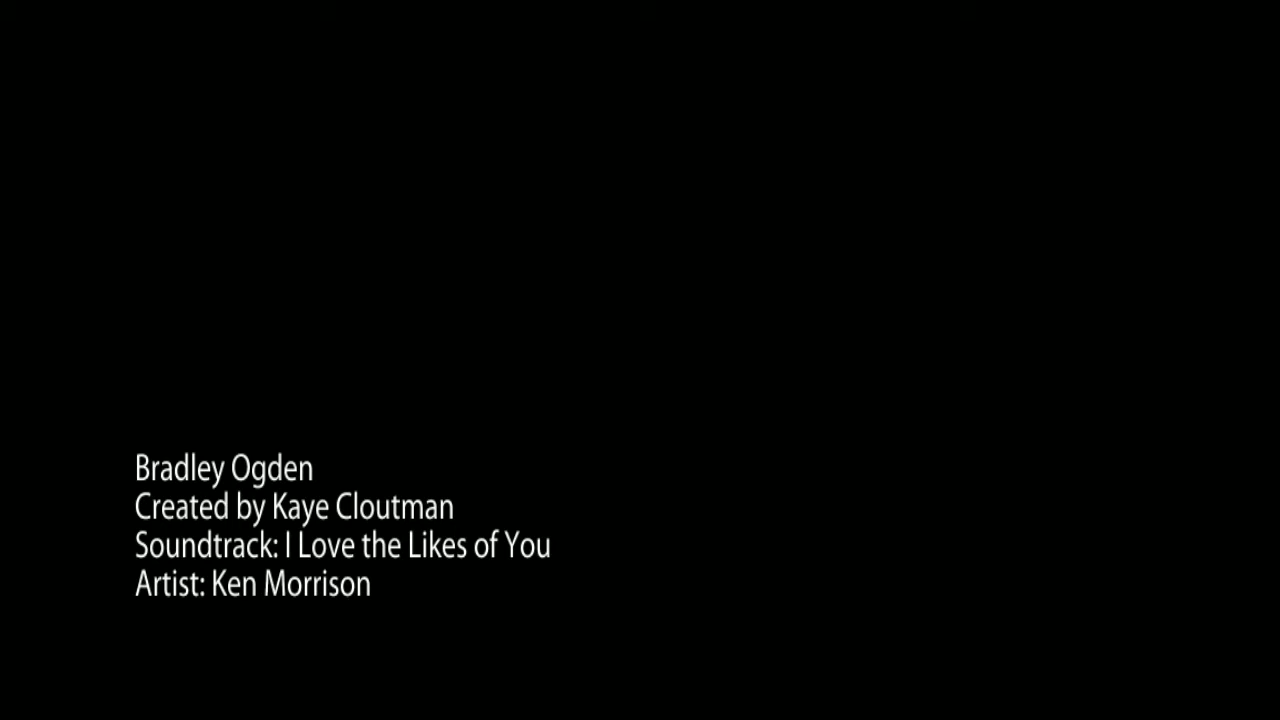 Bradley Ogden
Created by Kaye Cloutman
Soundtrack: I Love the Likes of You
Artist: Ken Morrison